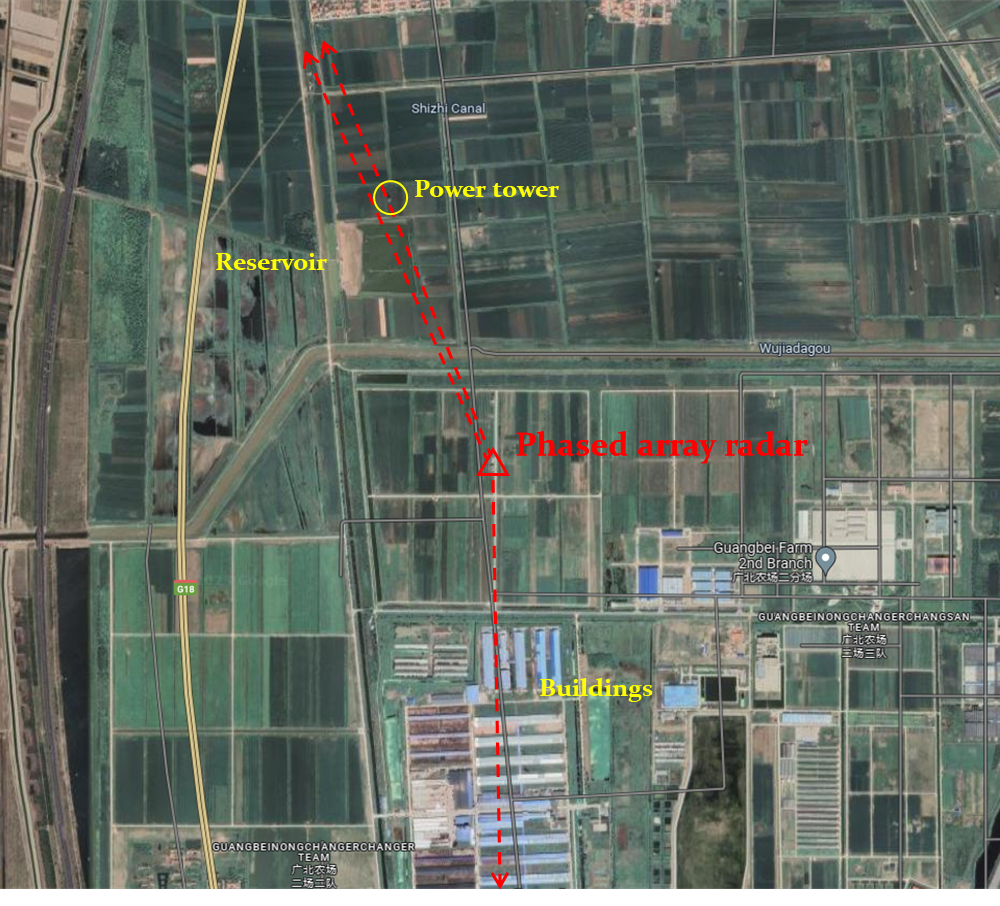 Shizhi Canal
Power tower
Reservoir
Wujiadagou
Phased array radar
Guangbei Farm
2nd Branch
广北农场二分场
G18
GUANGBEINONGCHANGERCHANGSAN
TEAM
广北农场
二场三队
Buildings
GUANGBEINONGCHANGERCHANGER
TEAM
广北农场
二场二队